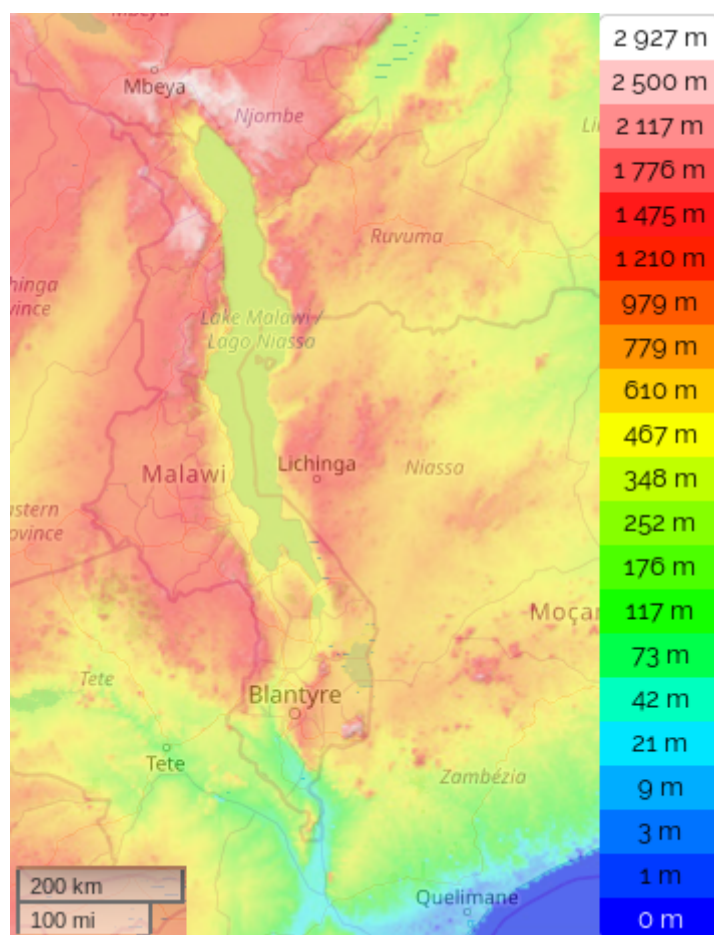 Mbeya
Njombe
Li
Ruvuma
hinga
vince
Lake Malawi /
Lago Niassa
Malawi
Lichinga
Niassa
astern
ovince
Moçar
Tete
Blantyre
Tete
Zambézia
Quelimane
200 km
100 mi
2 927 m
2 500 m
2 117 m
1 776 m
1 475 m
1 210 m
979 m
779 m
610 m
467 m
348 m
252 m
176 m
117 m
73 m
42 m
21 m
9 m
3 m
1 m
0 m